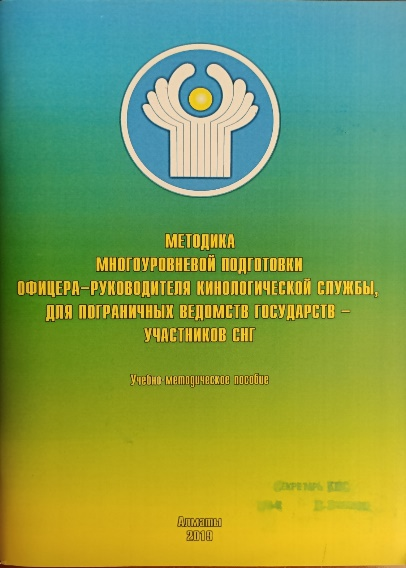 МЕТОДИКА
МНОГОУРОВНЕВОЙ ПОДГОТОВКИ
ОФИЦЕРА–РУКОВОДИТЕЛЯ КИНОЛОГИЧЕСКОЙ СЛУЖБЫ,
ДЛЯ ПОГРАНИЧНЫХ ВЕДОМСТВ ГОСУДАРСТВ –
УЧАСТНИКОВ СНГ
Учебно-методическое пособие
Алматы
2019